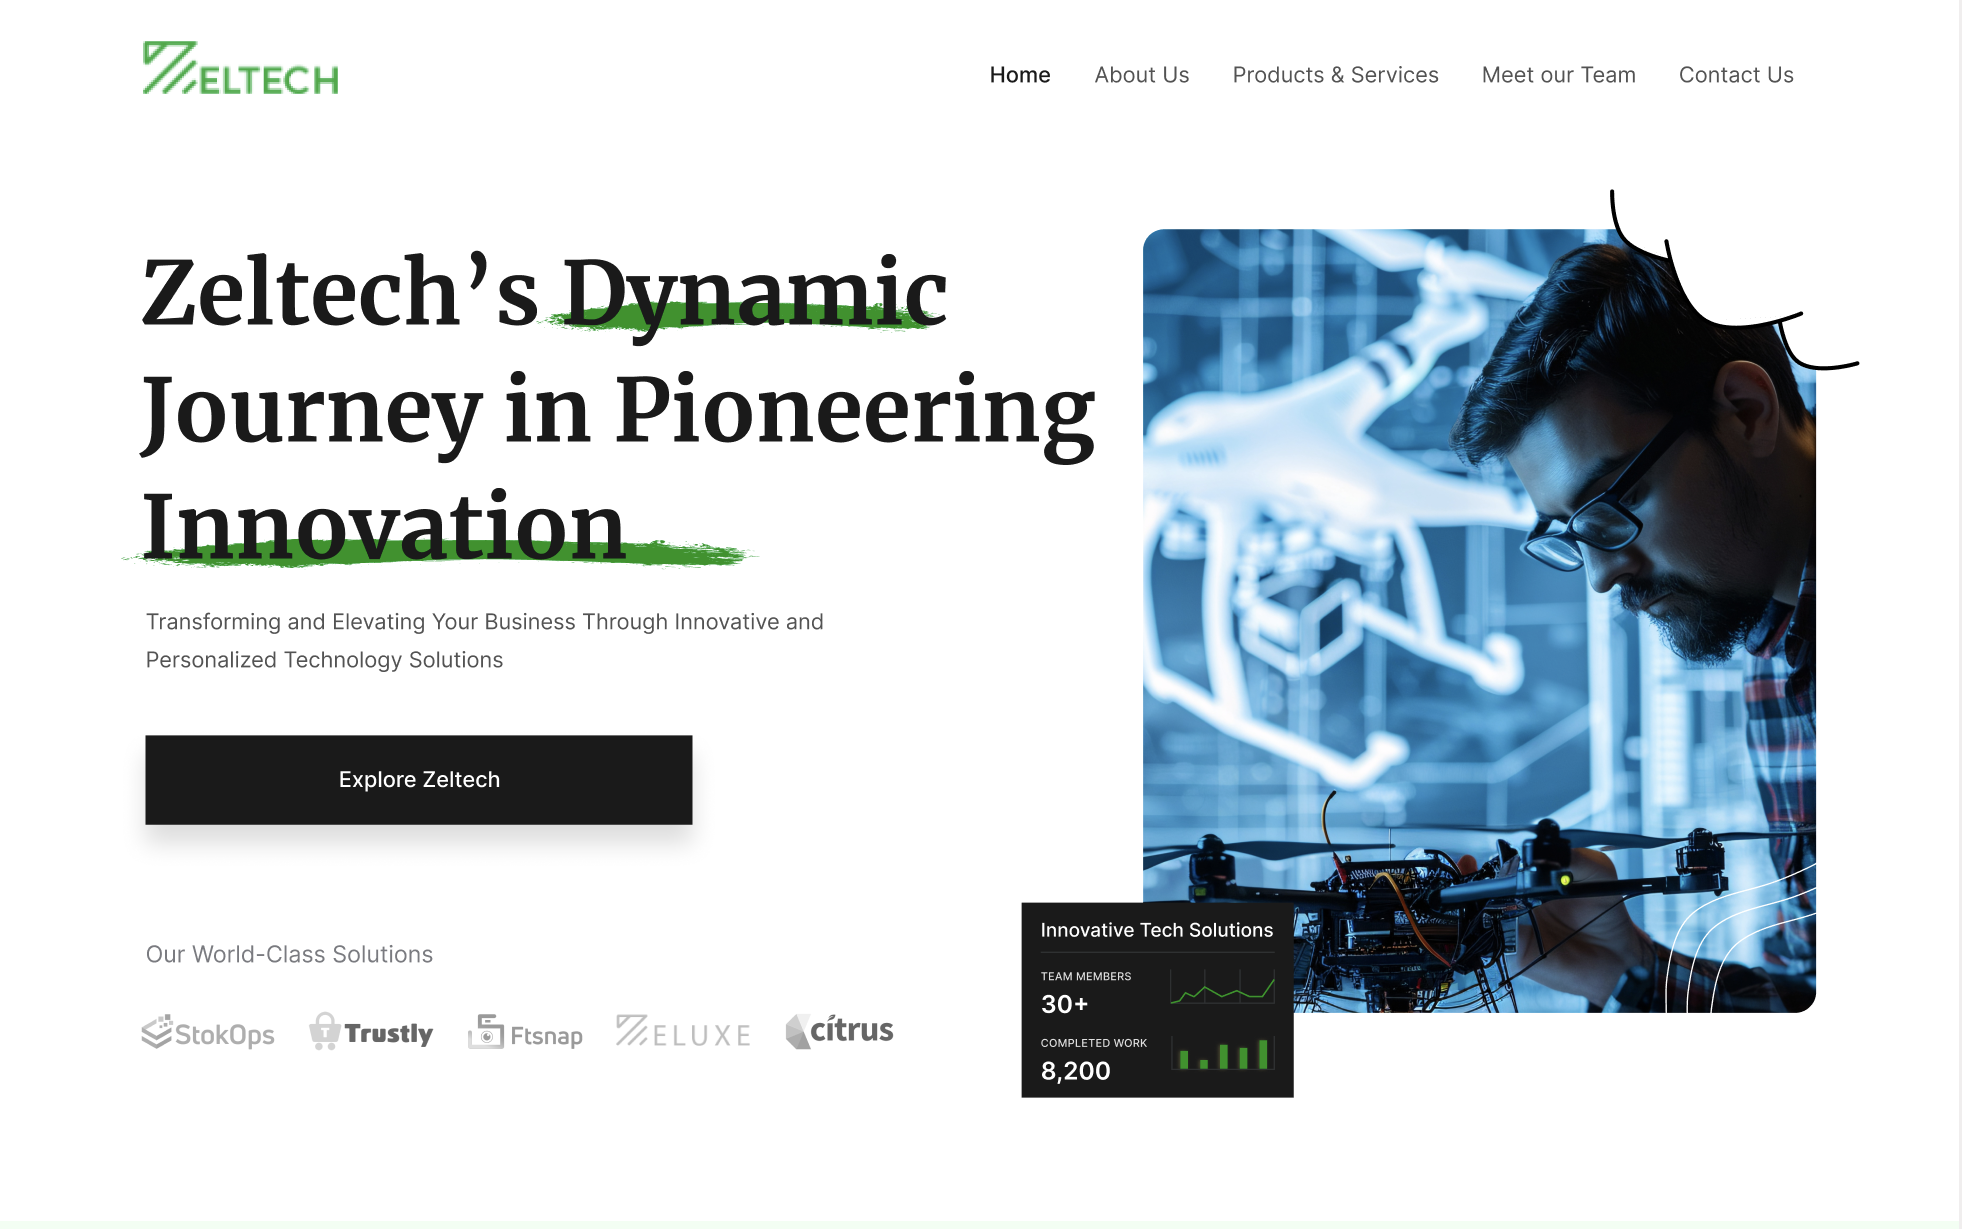 ZELTECH
Home About Us Products & Services Meet our Team Contact Us
Zeltech’s Dynamic
Journey in Pioneering
Innovation
Transforming and Elevating Your Business Through Innovative and
Personalized Technology Solutions
Explore Zeltech
Our World-Class Solutions
StokOps Trustly Ftsnap ZELUXE cítrus
Innovative Tech Solutions
TEAM MEMBERS
30+
COMPLETED WORK
8,200